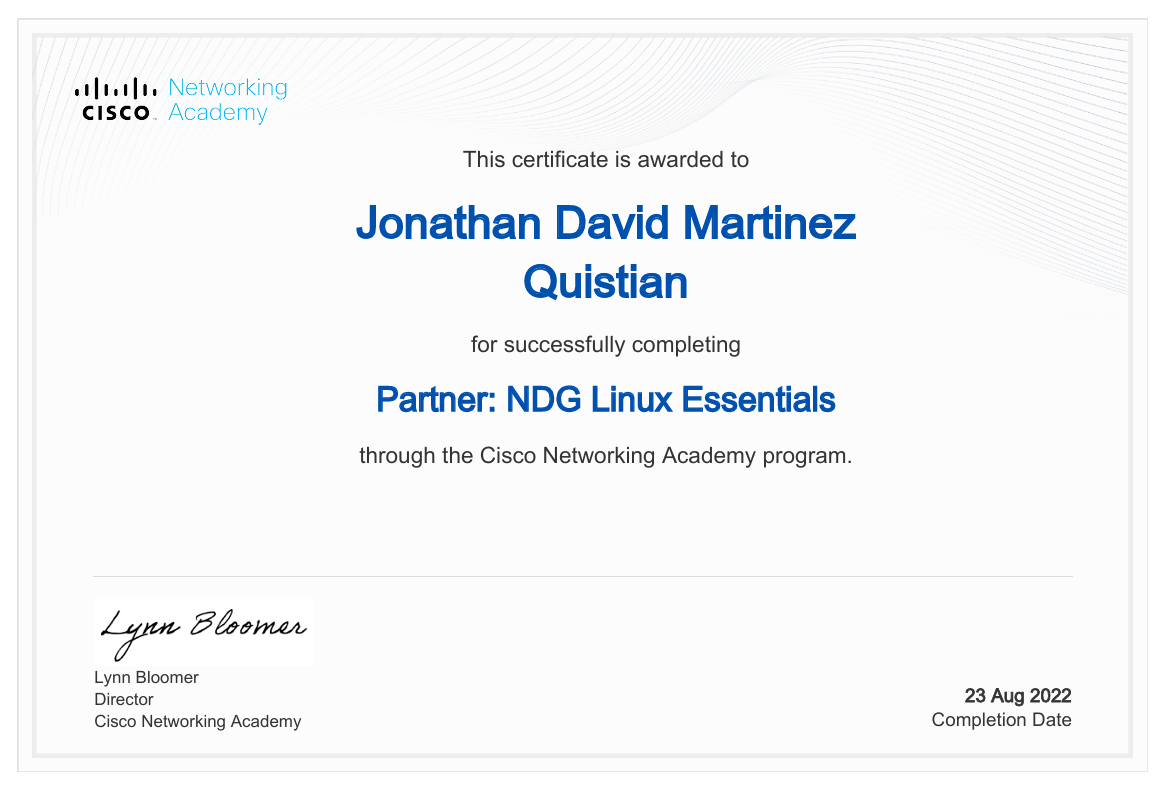 CISCO Networking Academy
This certificate is awarded to
Jonathan David Martinez
Quistian
for successfully completing
Partner: NDG Linux Essentials
through the Cisco Networking Academy program.
Lynn Bloomer
Lynn Bloomer
Director
Cisco Networking Academy
23 Aug 2022
Completion Date